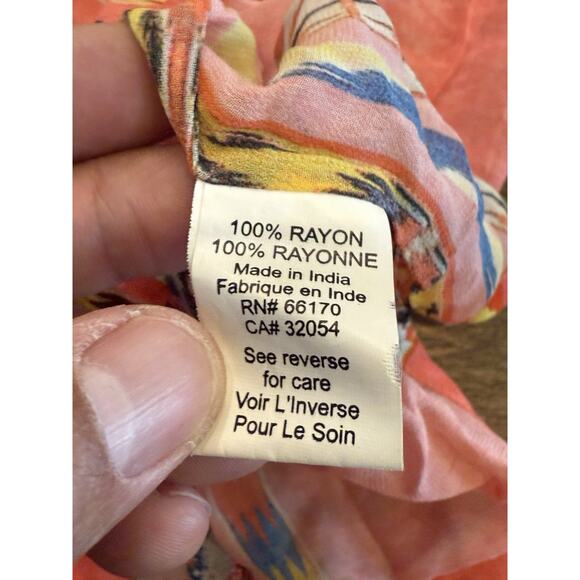 100% RAYON
100% RAYONNE
Made in India
Fabrique en Inde
RN# 66170
CA# 32054
See reverse
for care
Voir L'Inverse
Pour Le Soin